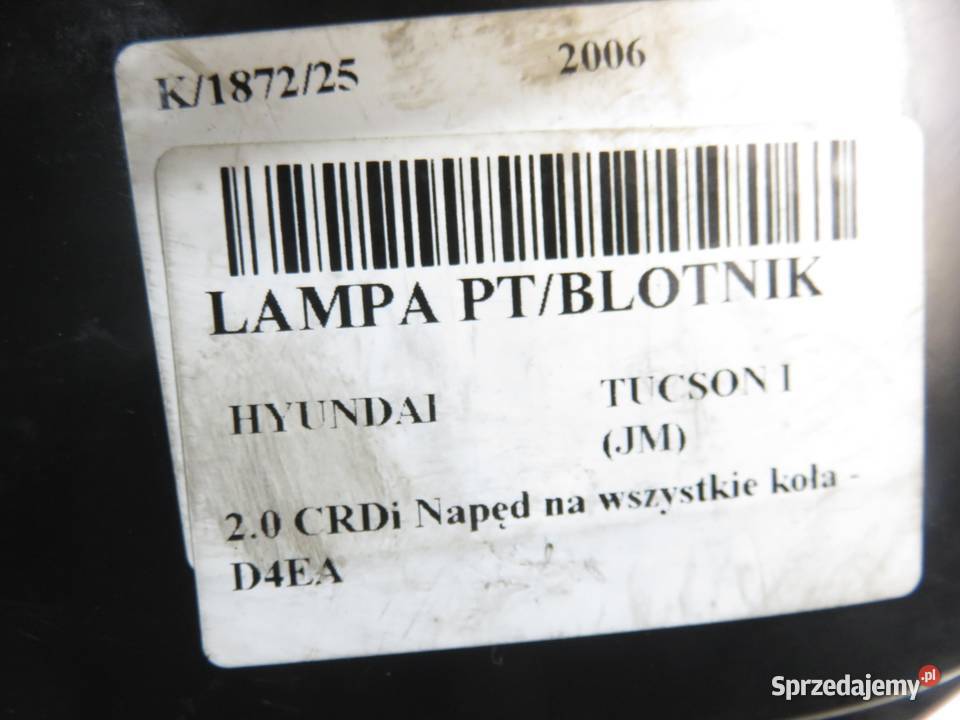 K/1872/25 2006
LAMPA PT/BLOTNIK
HYUNDAI TUCSON I
(JM)
2.0 CRDi Napęd na wszystkie koła -
D4EA
Sprzedajemy.pl